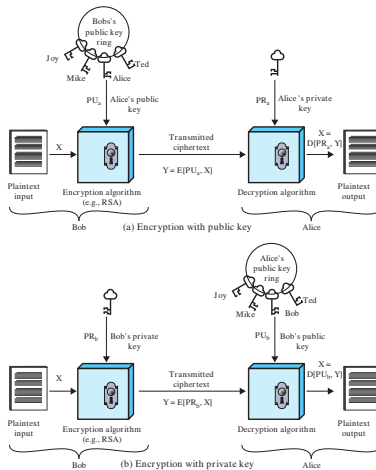 Bobs's
public key
ring
Joy
Ted
Mike
Alice
PUa
Alice's public
key
PRa
Alice's private
key
X
Transmitted
ciphertext
X =
D[PRa, Y]
Y = E[PUa, X]
Plaintext
input
Encryption algorithm
(e.g., RSA)
Decryption algorithm
Plaintext
output
Bob
(a) Encryption with public key
Alice
Alice's
public key
ring
Joy
Ted
Mike
Bob
PRb
Bob's private
key
PUb
Bob's public
key
X
Transmitted
ciphertext
X =
D[PUb, Y]
Y = E[PRb, X]
Plaintext
input
Encryption algorithm
(e.g., RSA)
Decryption algorithm
Plaintext
output
Bob
(b) Encryption with private key
Alice